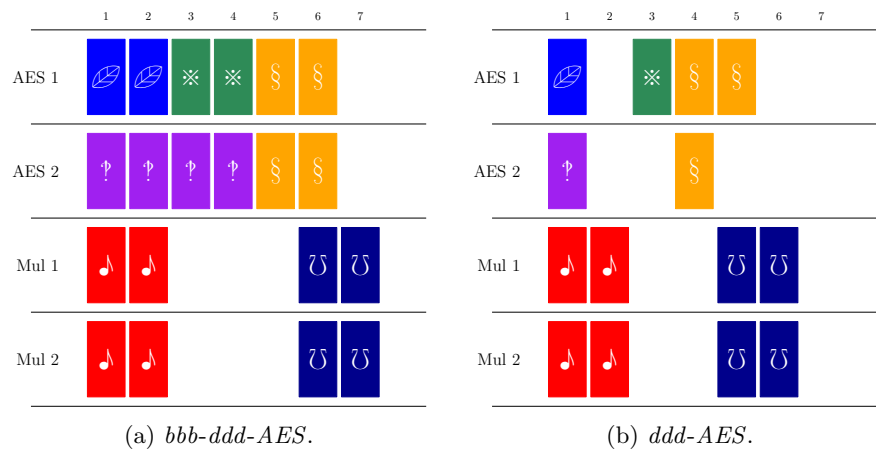 1 2 3 4 5 6 7
AES 1 § §
AES 2 ‽ ‽ ‽ ‽ § §
Mul 1 ♪ ♪ ℧ ℧
Mul 2 ♪ ♪ ℧ ℧
(a) bbb-ddd-AES.
1 2 3 4 5 6 7
AES 1 ※ § §
AES 2 ‽ §
Mul 1 ♪ ♪ ℧ ℧
Mul 2 ♪ ♪ ℧ ℧
(b) ddd-AES.